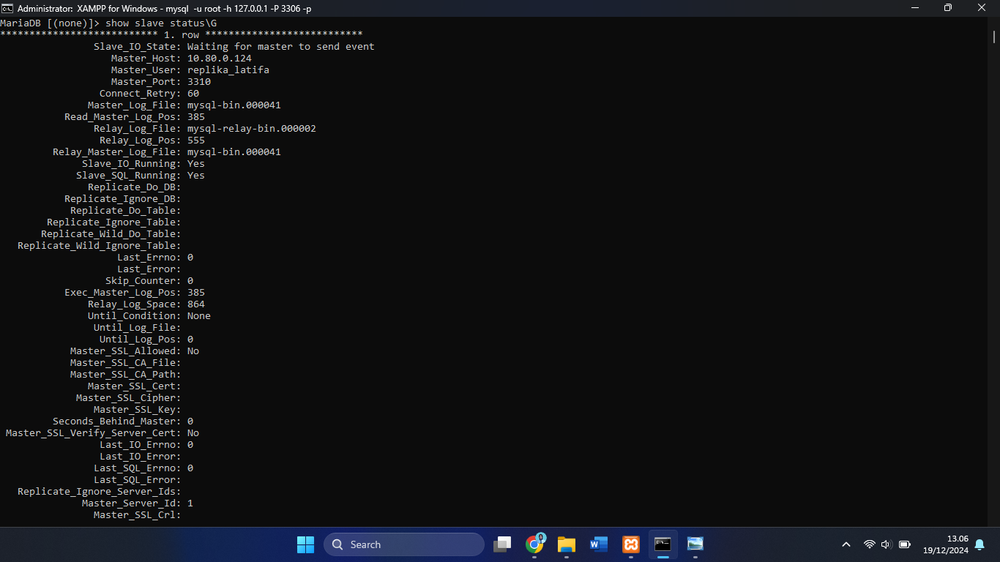 Administrator: XAMPP for Windows - mysql -u root -h 127.0.0.1 -P 3306 -p
MariaDB [(none)]> show slave status\G
*************************** 1. row ***************************
Slave_IO_State: Waiting for master to send event
Master_Host: 10.80.0.124
Master_User: replika_latifa
Master_Port: 3310
Connect_Retry: 60
Master_Log_File: mysql-bin.000041
Read_Master_Log_Pos: 385
Relay_Log_File: mysql-relay-bin.000002
Relay_Log_Pos: 555
Relay_Master_Log_File: mysql-bin.000041
Slave_IO_Running: Yes
Slave_SQL_Running: Yes
Replicate_Do_DB:
Replicate_Ignore_DB:
Replicate_Do_Table:
Replicate_Ignore_Table:
Replicate_Wild_Do_Table:
Replicate_Wild_Ignore_Table:
Last_Errno: 0
Last_Error:
Skip_Counter: 0
Exec_Master_Log_Pos: 385
Relay_Log_Space: 864
Until_Condition: None
Until_Log_File:
Until_Log_Pos: 0
Master_SSL_Allowed: No
Master_SSL_CA_File:
Master_SSL_CA_Path:
Master_SSL_Cert:
Master_SSL_Cipher:
Master_SSL_Key:
Seconds_Behind_Master: 0
Master_SSL_Verify_Server_Cert: No
Last_IO_Errno: 0
Last_IO_Error:
Last_SQL_Errno: 0
Last_SQL_Error:
Replicate_Ignore_Server_Ids:
Master_Server_Id: 1
Master_SSL_Crl:
Search
13.06
19/12/2024